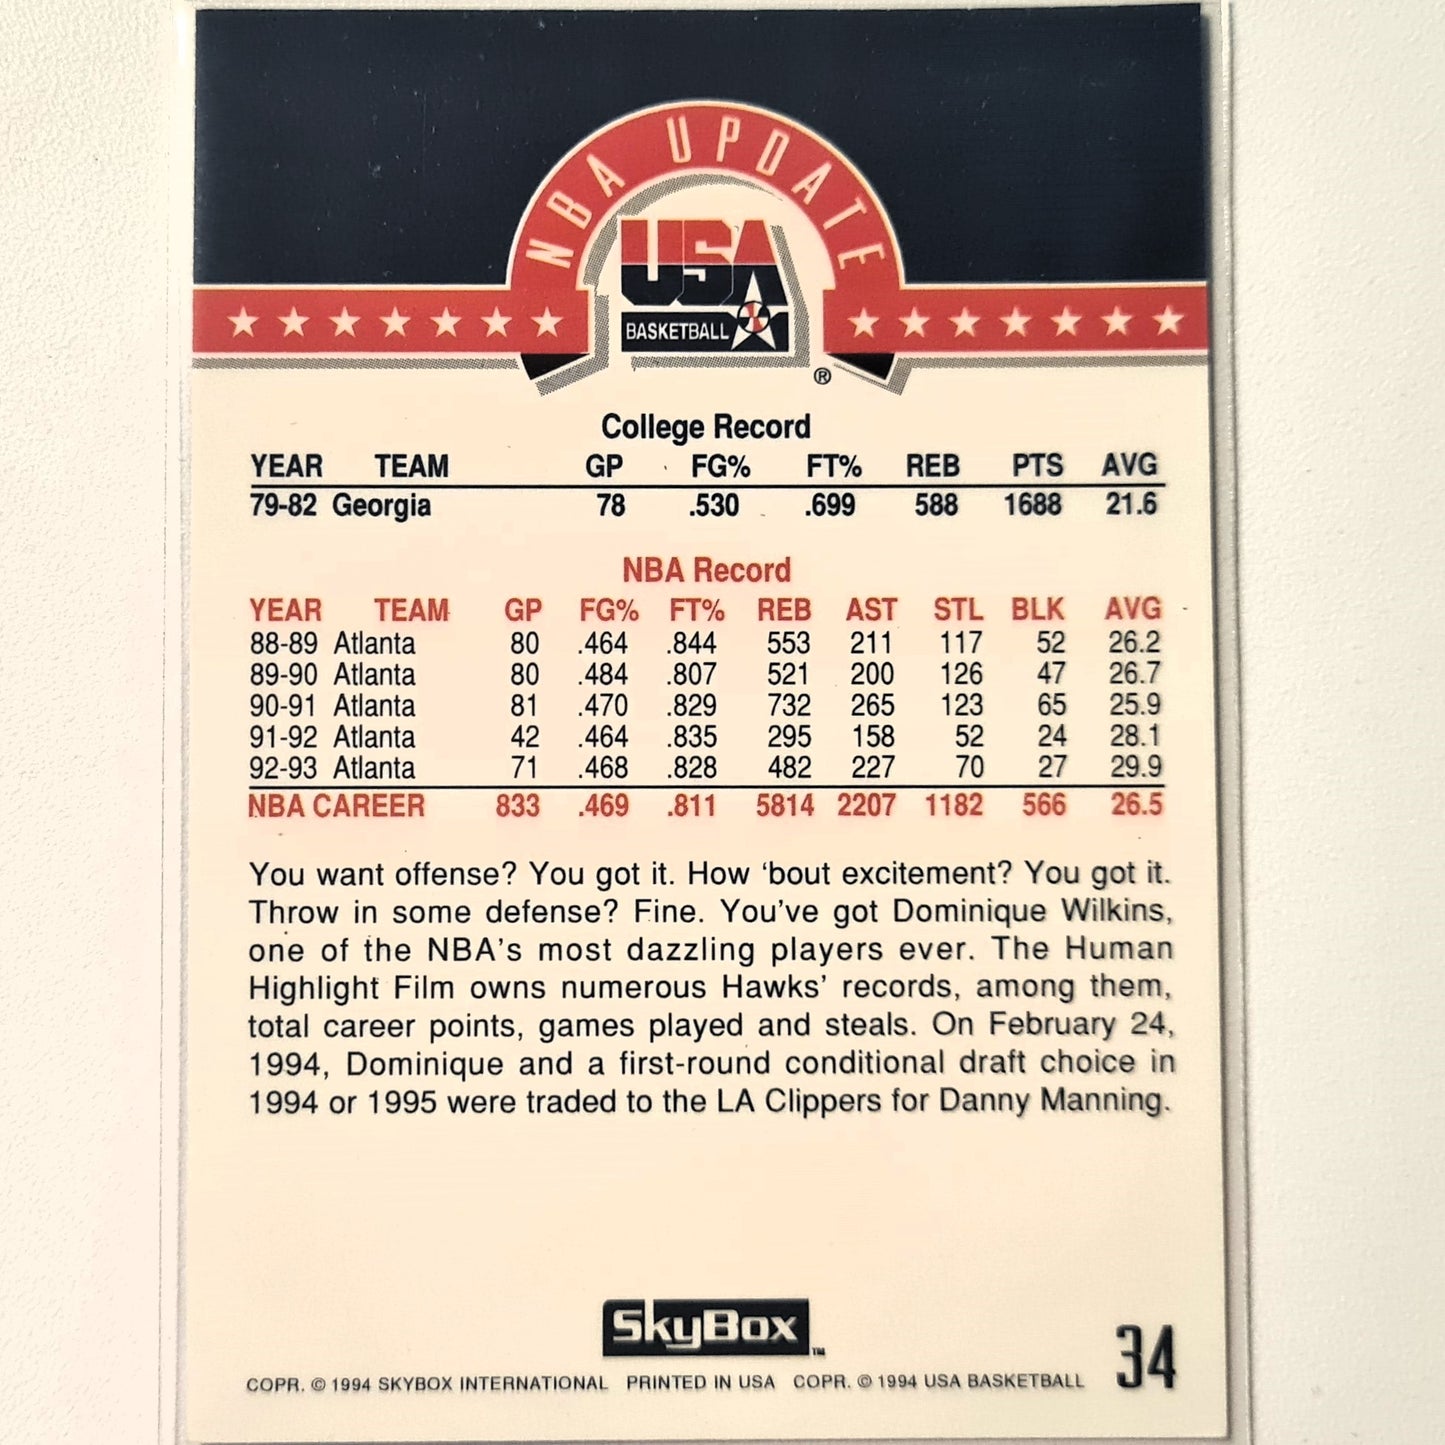 NBA UPDATE
USA
BASKETBALL
®
College Record
YEAR TEAM GP FG% FT% REB PTS AVG
79-82 Georgia 78 .530 .699 588 1688 21.6
NBA Record
YEAR TEAM GP FG% FT% REB AST STL BLK AVG
88-89 Atlanta 80 .464 .844 553 211 117 52 26.2
89-90 Atlanta 80 .484 .807 521 200 126 47 26.7
90-91 Atlanta 81 .470 .829 732 265 123 65 25.9
91-92 Atlanta 42 .464 .835 295 158 52 24 28.1
92-93 Atlanta 71 .468 .828 482 227 70 27 29.9
NBA CAREER 833 .469 .811 5814 2207 1182 566 26.5
You want offense? You got it. How ‘bout excitement? You got it.
Throw in some defense? Fine. You’ve got Dominique Wilkins,
one of the NBA’s most dazzling players ever. The Human
Highlight Film owns numerous Hawks’ records, among them,
total career points, games played and steals. On February 24,
1994, Dominique and a first-round conditional draft choice in
1994 or 1995 were traded to the LA Clippers for Danny Manning.
SkyBox™
34
COPR. © 1994 SKYBOX INTERNATIONAL PRINTED IN USA COPR. © 1994 USA BASKETBALL